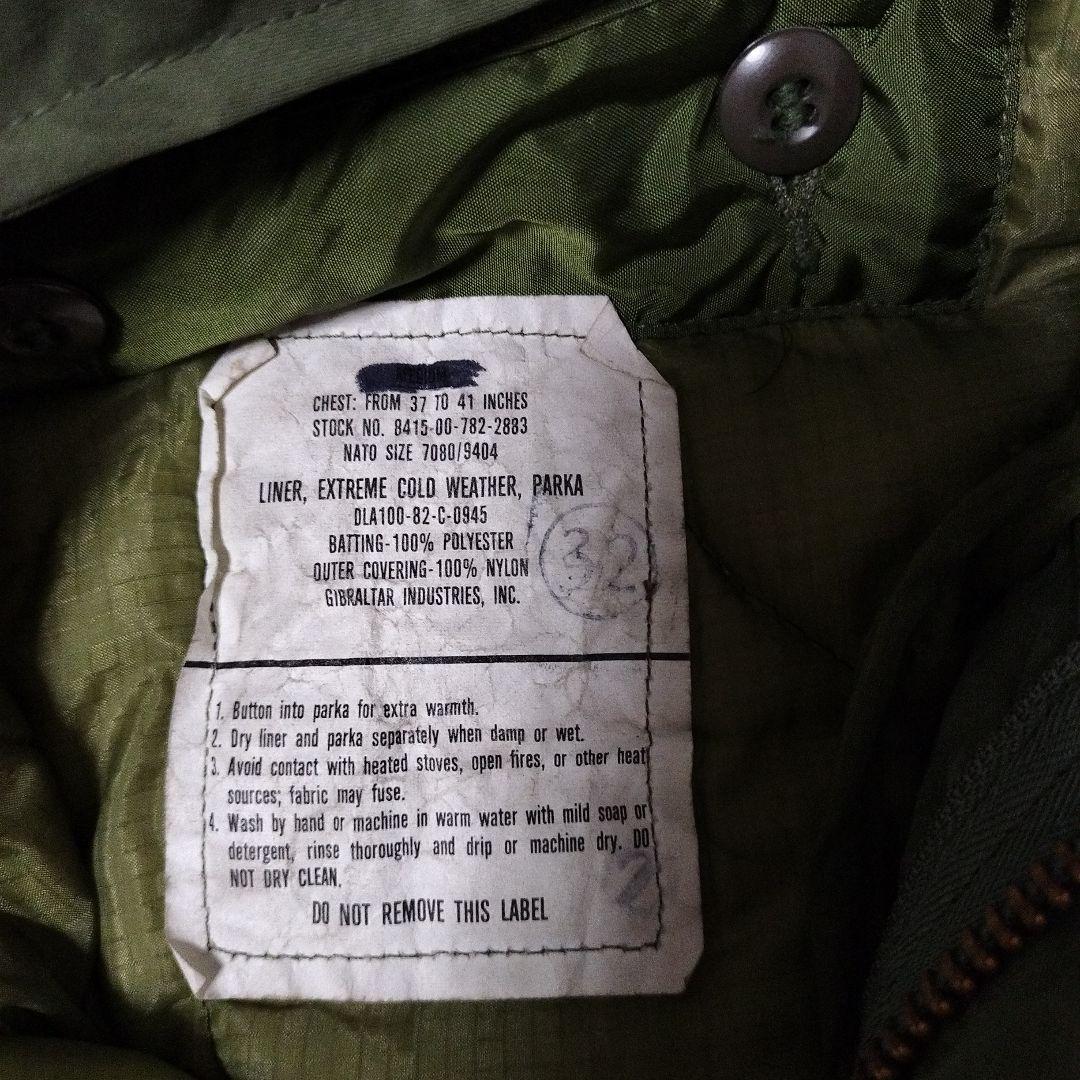 MEDIUM
CHEST: FROM 37 TO 41 INCHES
STOCK NO. 8415-00-782-2883
NATO SIZE 7080/9404
LINER, EXTREME COLD WEATHER, PARKA
DLA100-82-C-0945
BATTING-100% POLYESTER
OUTER COVERING-100% NYLON
GIBRALTAR INDUSTRIES, INC.
32
1. Button into parka for extra warmth.
2. Dry liner and parka separately when damp or wet.
3. Avoid contact with heated stoves, open fires, or other heat
sources; fabric may fuse.
4. Wash by hand or machine in warm water with mild soap or
detergent, rinse thoroughly and drip or machine dry. DO
NOT DRY CLEAN.
DO NOT REMOVE THIS LABEL